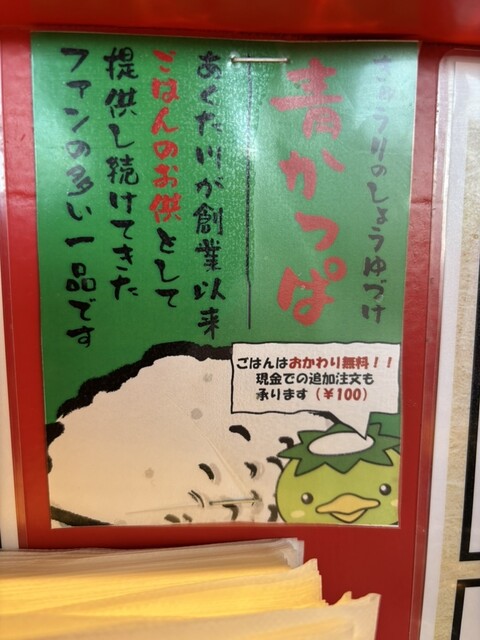 きゅうりのしょうゆづけ
青かっぱ
あくた川が創業以来
ごはんのお供として
提供し続けてきた
ファンの多い一品です
ごはんはおかわり無料！！
現金での追加注文も
承ります（￥100）